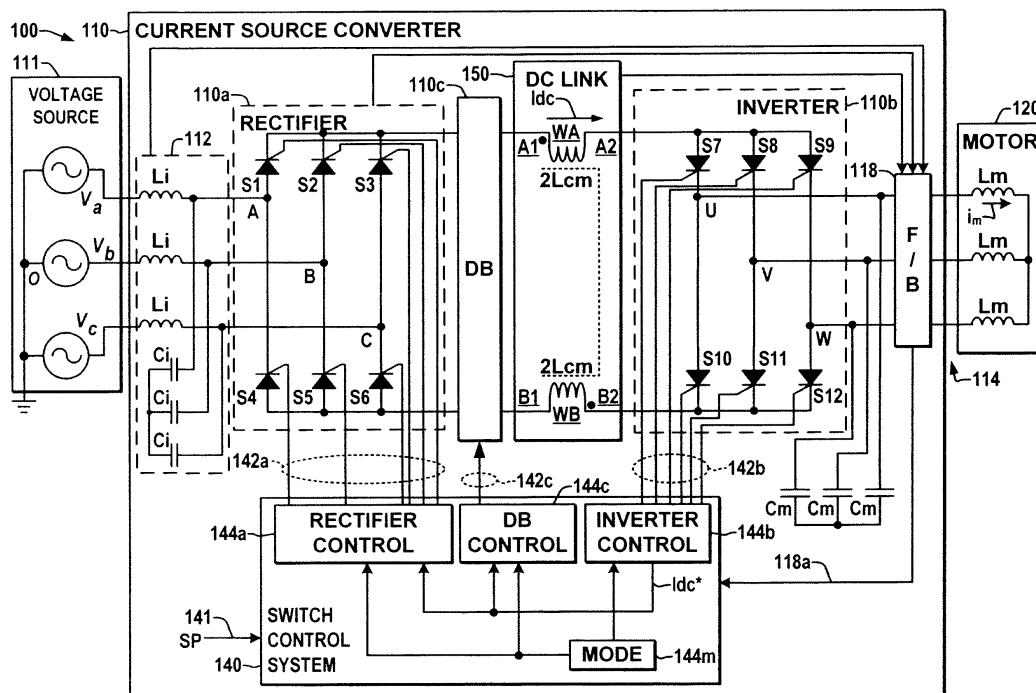 100
110
CURRENT SOURCE CONVERTER
111
VOLTAGE
SOURCE
Va
Vb
Vc
O
112
Li
Li
Li
Ci
Ci
Ci
110a
RECTIFIER
S1
S2
S3
A
B
C
S4
S5
S6
110c
DB
150
DC LINK
Idc
WA
A1
A2
2Lcm
2Lcm
B1
B2
WB
INVERTER
110b
S7
S8
S9
U
V
W
S10
S11
S12
118
F
/
B
120
MOTOR
Lm
im
Lm
Lm
114
Cm
Cm
Cm
142a
142c
142b
144a
RECTIFIER
CONTROL
144c
DB
CONTROL
INVERTER
CONTROL
144b
118a
Idc*
141
SP
SWITCH
CONTROL
SYSTEM
140
MODE
144m